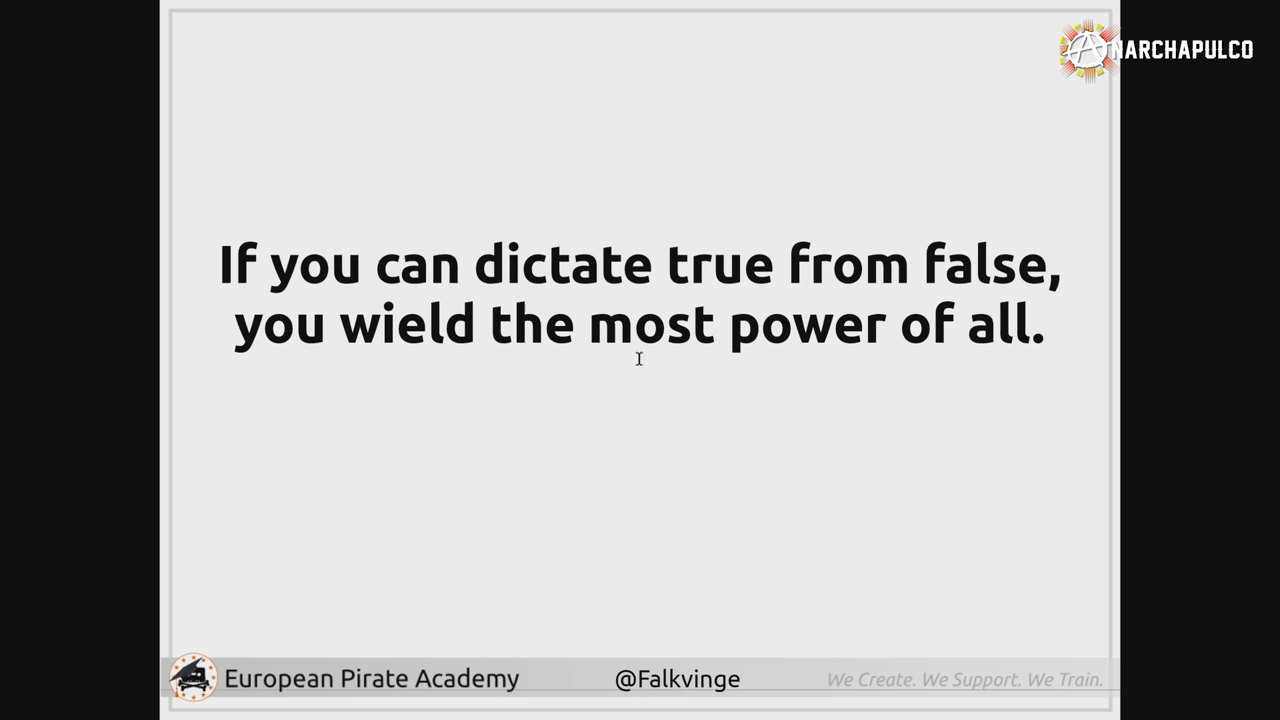 ANARCHAPULCO
If you can dictate true from false,
you wield the most power of all.
European Pirate Academy @Falkvinge We Create. We Support. We Train.